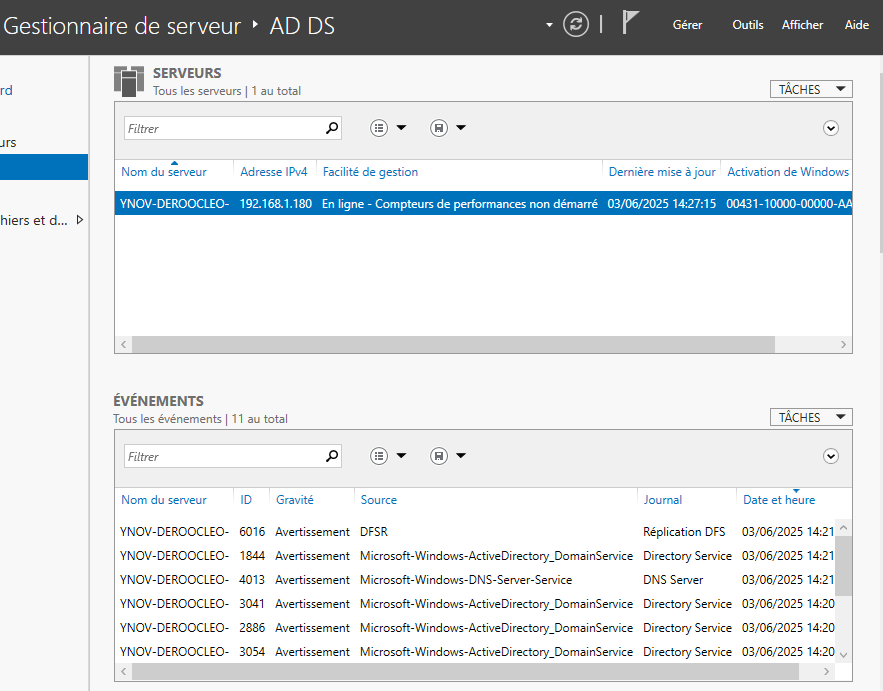 Gestionnaire de serveur ‣ AD DS
Gérer Outils Afficher Aide
rd
urs
hiers et d...
SERVEURS
Tous les serveurs | 1 au total
TÂCHES
Filtrer
Nom du serveur Adresse IPv4 Facilité de gestion Dernière mise à jour Activation de Windows
YNOV-DEROOCLEO- 192.168.1.180 En ligne - Compteurs de performances non démarré 03/06/2025 14:27:15 00431-10000-00000-AA
ÉVÉNEMENTS
Tous les événements | 11 au total
TÂCHES
Filtrer
Nom du serveur ID Gravité Source Journal Date et heure
YNOV-DEROOCLEO- 6016 Avertissement DFSR Réplication DFS 03/06/2025 14:21
YNOV-DEROOCLEO- 1844 Avertissement Microsoft-Windows-ActiveDirectory_DomainService Directory Service 03/06/2025 14:21
YNOV-DEROOCLEO- 4013 Avertissement Microsoft-Windows-DNS-Server-Service DNS Server 03/06/2025 14:21
YNOV-DEROOCLEO- 3041 Avertissement Microsoft-Windows-ActiveDirectory_DomainService Directory Service 03/06/2025 14:20
YNOV-DEROOCLEO- 2886 Avertissement Microsoft-Windows-ActiveDirectory_DomainService Directory Service 03/06/2025 14:20
YNOV-DEROOCLEO- 3054 Avertissement Microsoft-Windows-ActiveDirectory_DomainService Directory Service 03/06/2025 14:20